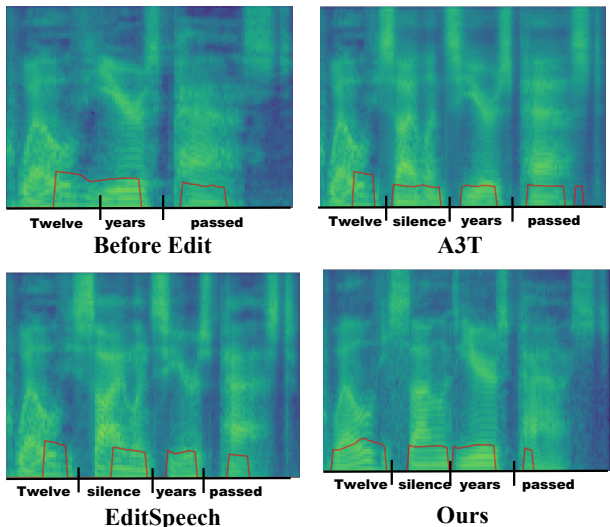 Twelve years passed
Before Edit
Twelve silence years passed
A3T
Twelve silence years passed
EditSpeech
Twelve silence years passed
Ours